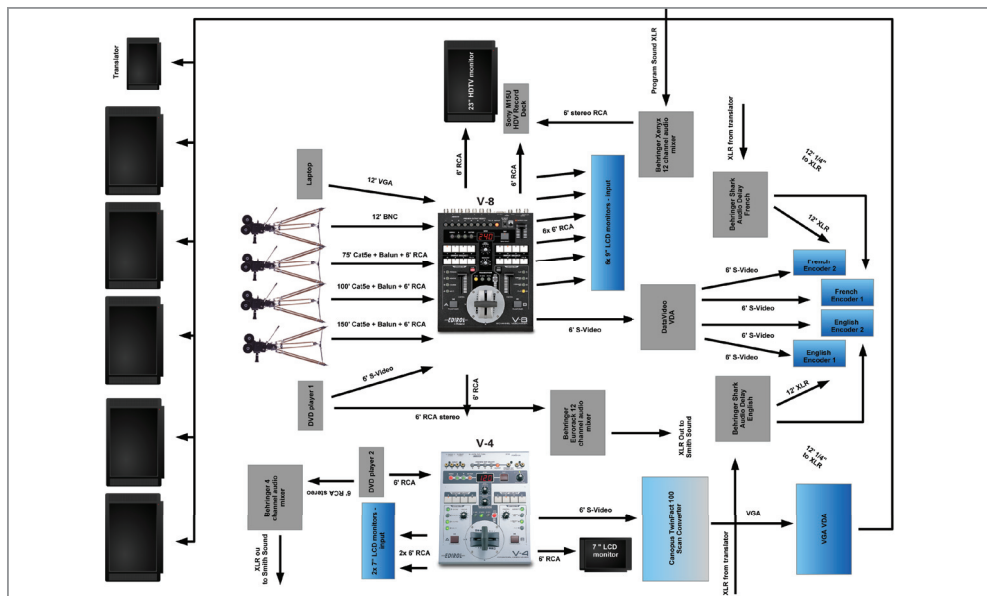 Translator
23" HDTV monitor
Sony M15U
HDV Record
Deck
6' stereo RCA
Program Sound XLR
Behringer Xenyx
12 channel audio
mixer
XLR from translator
12' 1/4"
to XLR
Behringer Shark
Audio Delay
French
12' XLR
6' RCA
6' RCA
Laptop
12' VGA
V-8
12' BNC
75' Cat5e + Balun + 6' RCA
100' Cat5e + Balun + 6' RCA
150' Cat5e + Balun + 6' RCA
240
EDIROL
V-8
6x 6' RCA
6x 9" LCD monitors - input
6' S-Video
DataVideo
VDA
6' S-Video
6' S-Video
6' S-Video
6' S-Video
French
Encoder 2
French
Encoder 1
English
Encoder 2
English
Encoder 1
DVD player 1
6' S-Video
6' RCA stereo
6' RCA
Behringer
Eurorack 12
channel audio
mixer
XLR Out to
Smith Sound
Behringer Shark
Audio Delay
English
12' XLR
12' 1/4"
to XLR
V-4
Behringer 4
channel audio
mixer
6' RCA
stereo
DVD player 2
6' RCA
XLR ou
to Smith Sound
2x 7" LCD monitors -
input
2x 6' RCA
120
EDIROL
V-4
6' S-Video
6' RCA
7" LCD
monitor
Canopus TwinPact 100
Scan Converter
VGA
XLR from translator
VGA VDA